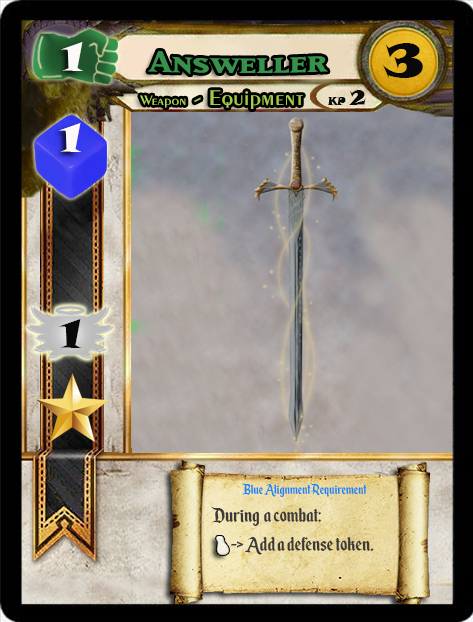 1
Answeller
3
Weapon - Equipment KP 2
1
1
Blue Alignment Requirement
During a combat:
-> Add a defense token.